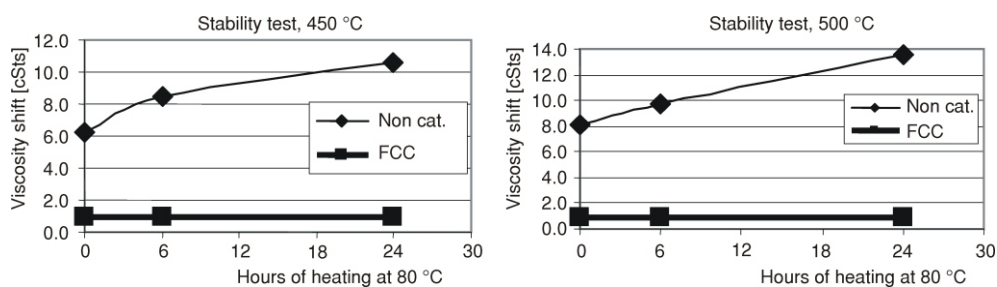 Stability test, 450 °C
Viscosity shift [cSts]
12.0
10.0
8.0
6.0
4.0
2.0
0.0
Non cat.
FCC
0 6 12 18 24 30
Hours of heating at 80 °C
Stability test, 500 °C
Viscosity shift [cSts]
14.0
12.0
10.0
8.0
6.0
4.0
2.0
0.0
Non cat.
FCC
0 6 12 18 24 30
Hours of heating at 80 °C